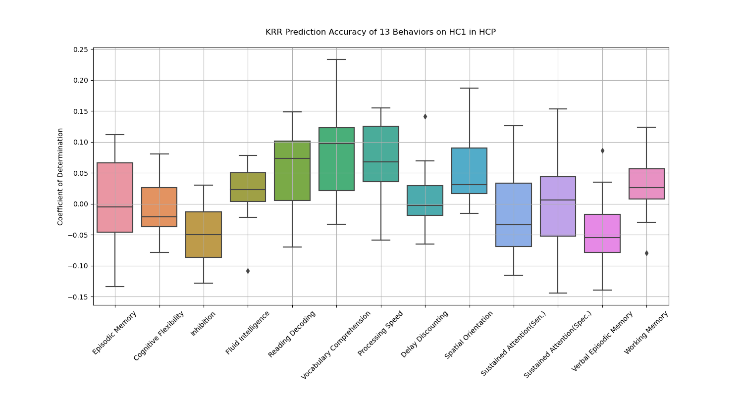 KRR Prediction Accuracy of 13 Behaviors on HC1 in HCP
Coefficient of Determination
0.25
0.20
0.15
0.10
0.05
0.00
−0.05
−0.10
−0.15
Episodic Memory
Cognitive Flexibility
Inhibition
Fluid Intelligence
Reading Decoding
Vocabulary Comprehension
Processing Speed
Delay Discounting
Spatial Orientation
Sustained Attention(Sen.)
Sustained Attention(Spec.)
Verbal Episodic Memory
Working Memory